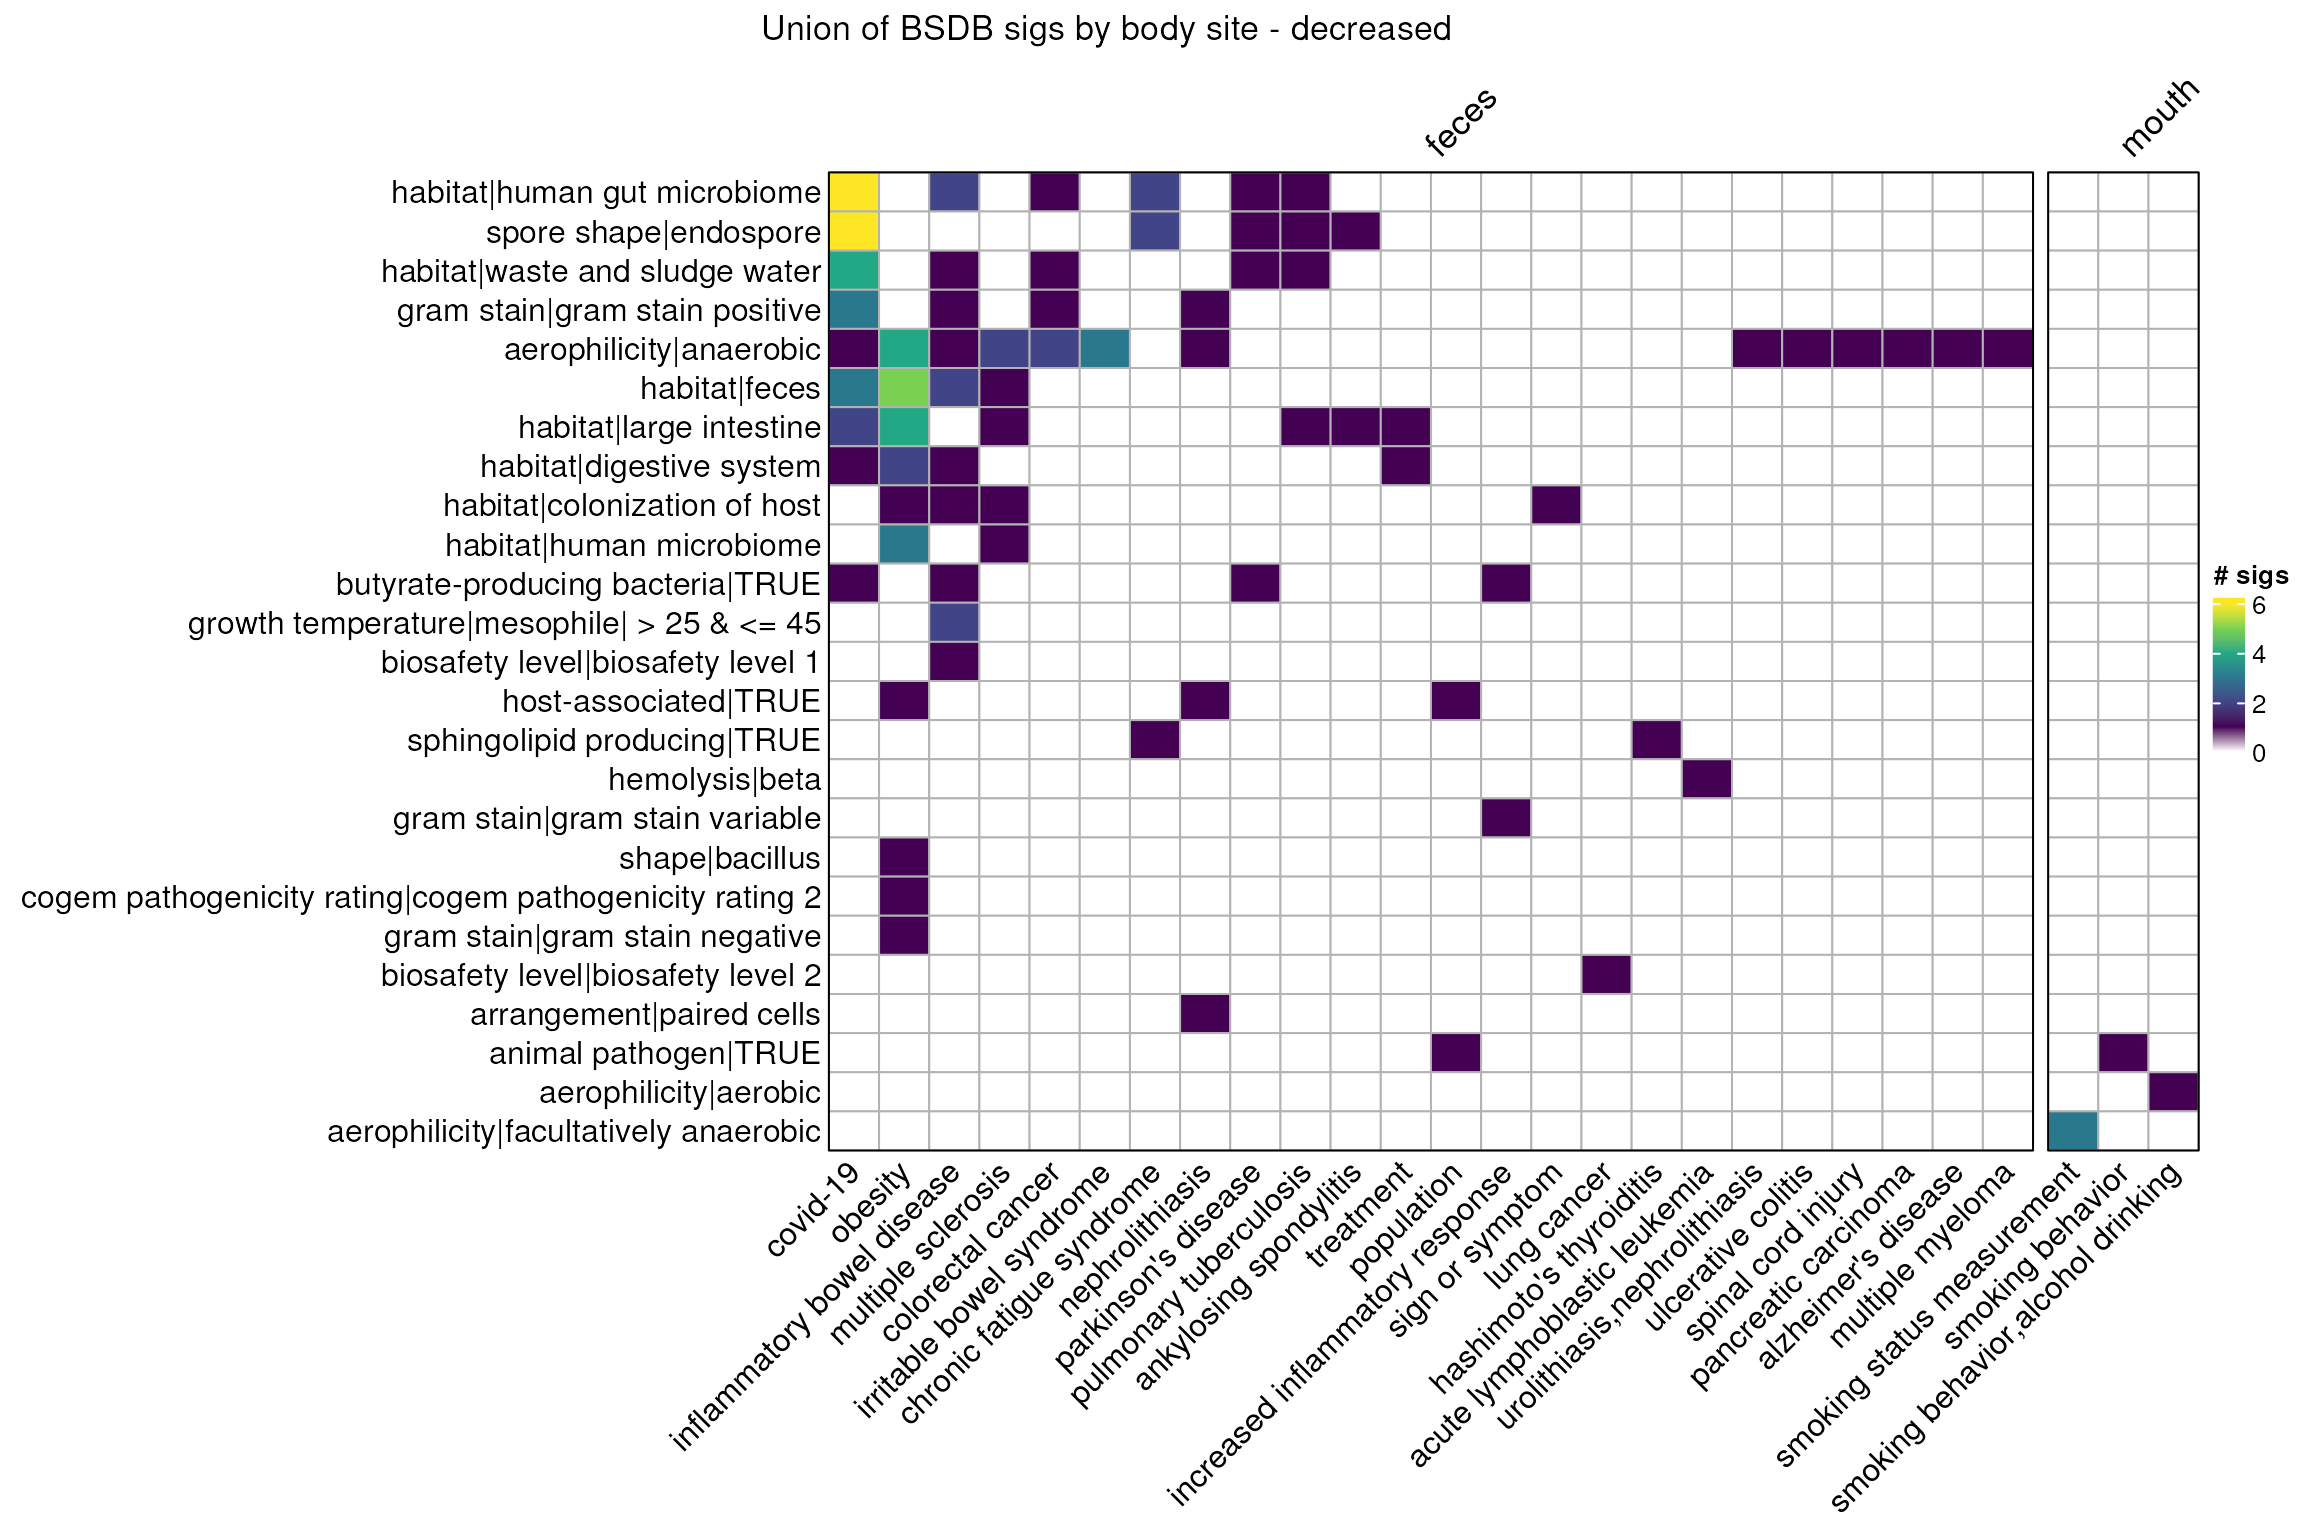 Union of BSDB sigs by body site - decreased
feces
mouth
habitat|human gut microbiome
spore shape|endospore
habitat|waste and sludge water
gram stain|gram stain positive
aerophilicity|anaerobic
habitat|feces
habitat|large intestine
habitat|digestive system
habitat|colonization of host
habitat|human microbiome
butyrate-producing bacteria|TRUE
growth temperature|mesophile| > 25 & <= 45
biosafety level|biosafety level 1
host-associated|TRUE
sphingolipid producing|TRUE
hemolysis|beta
gram stain|gram stain variable
shape|bacillus
cogem pathogenicity rating|cogem pathogenicity rating 2
gram stain|gram stain negative
biosafety level|biosafety level 2
arrangement|paired cells
animal pathogen|TRUE
aerophilicity|aerobic
aerophilicity|facultatively anaerobic
# sigs
6
4
2
0
covid-19
obesity
inflammatory bowel disease
multiple sclerosis
colorectal cancer
irritable bowel syndrome
chronic fatigue syndrome
nephrolithiasis
parkinson's disease
pulmonary tuberculosis
ankylosing spondylitis
treatment
population
increased inflammatory response
sign or symptom
lung cancer
hashimoto's thyroiditis
acute lymphoblastic leukemia
urolithiasis,nephrolithiasis
ulcerative colitis
spinal cord injury
pancreatic carcinoma
alzheimer's disease
multiple myeloma
smoking status measurement
smoking behavior
smoking behavior,alcohol drinking